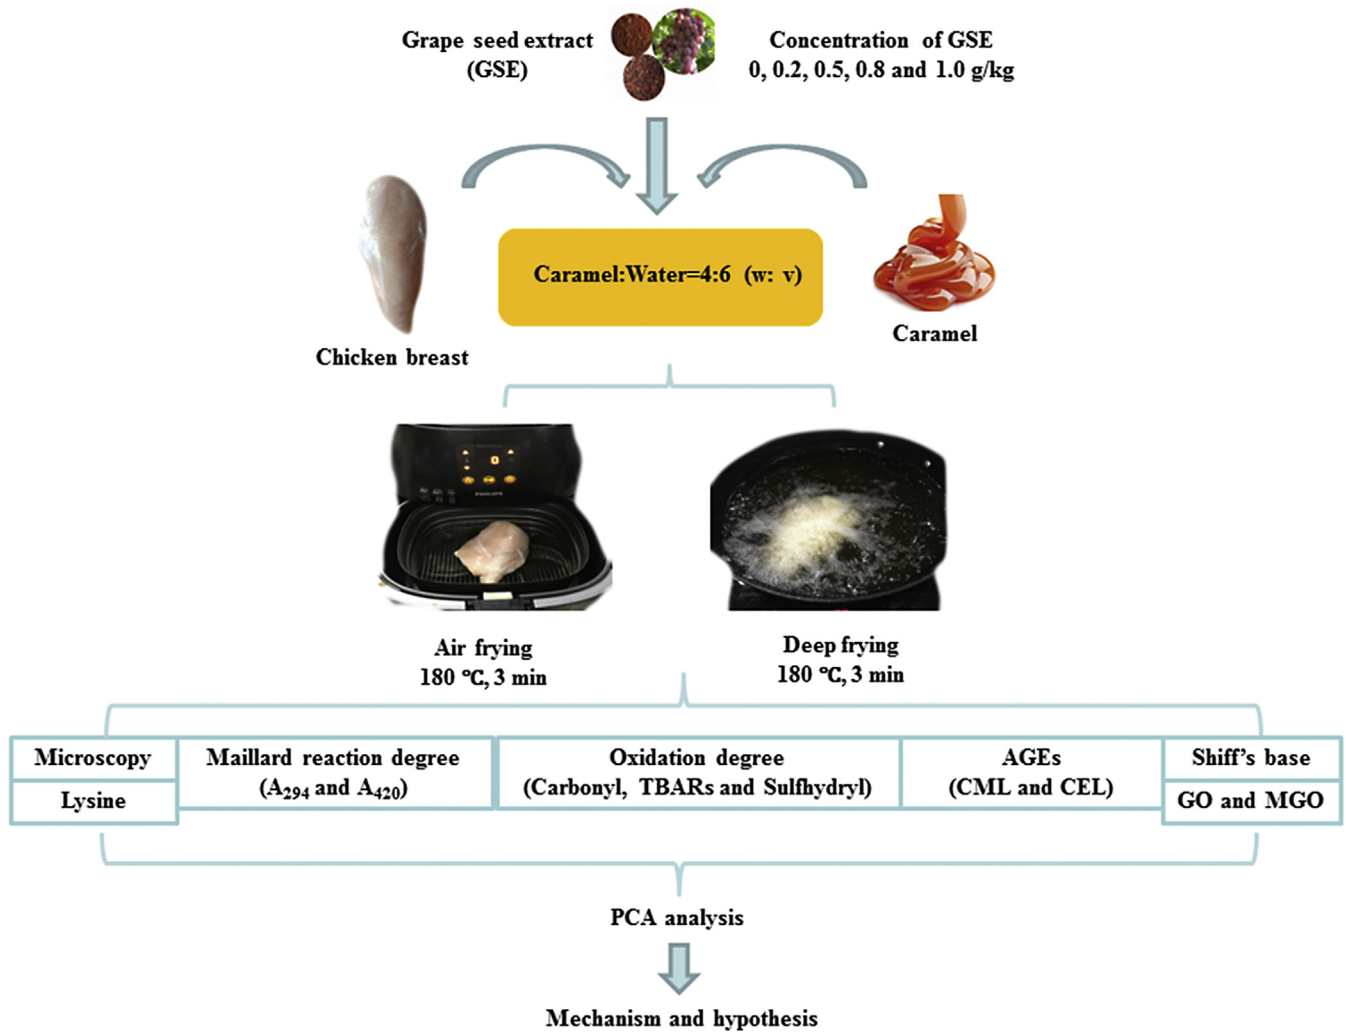 Grape seed extract
(GSE)
Concentration of GSE
0, 0.2, 0.5, 0.8 and 1.0 g/kg
Caramel:Water=4:6 (w: v)
Chicken breast
Caramel
Air frying
180 ℃, 3 min
Deep frying
180 ℃, 3 min
Microscopy
Lysine
Maillard reaction degree
(A₂₉₄ and A₄₂₀)
Oxidation degree
(Carbonyl, TBARs and Sulfhydryl)
AGEs
(CML and CEL)
Shiff's base
GO and MGO
PCA analysis
Mechanism and hypothesis